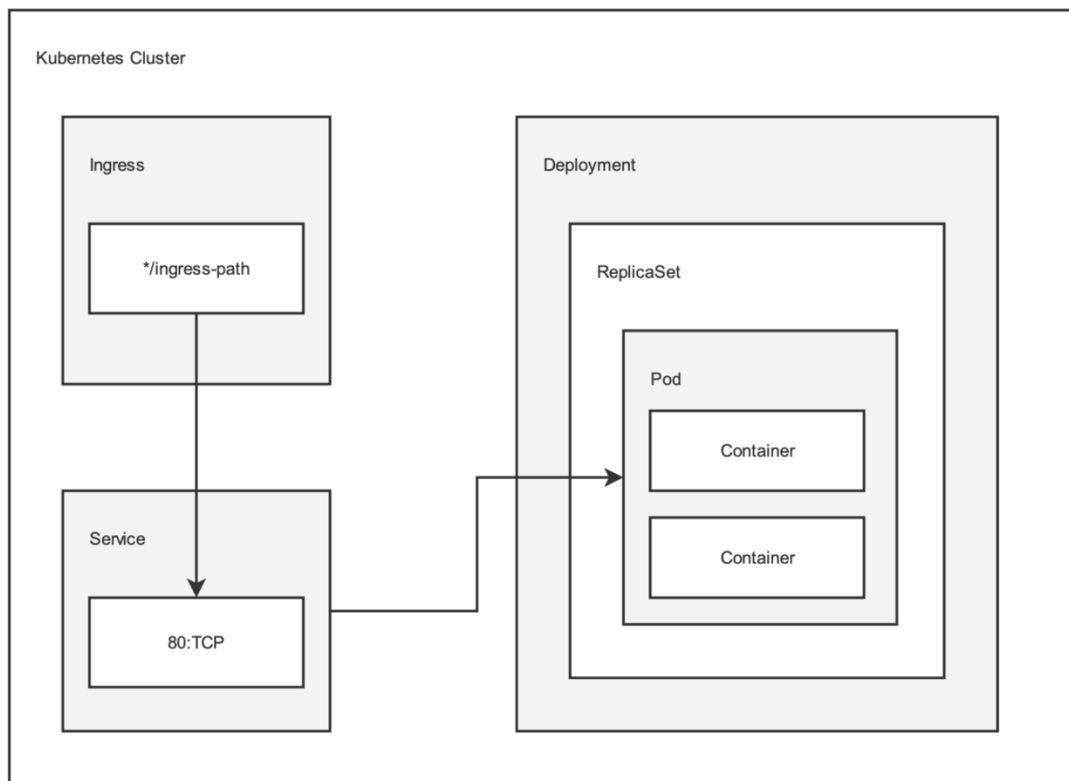 Kubernetes Cluster
Ingress
*/ingress-path
Service
80:TCP
Deployment
ReplicaSet
Pod
Container
Container